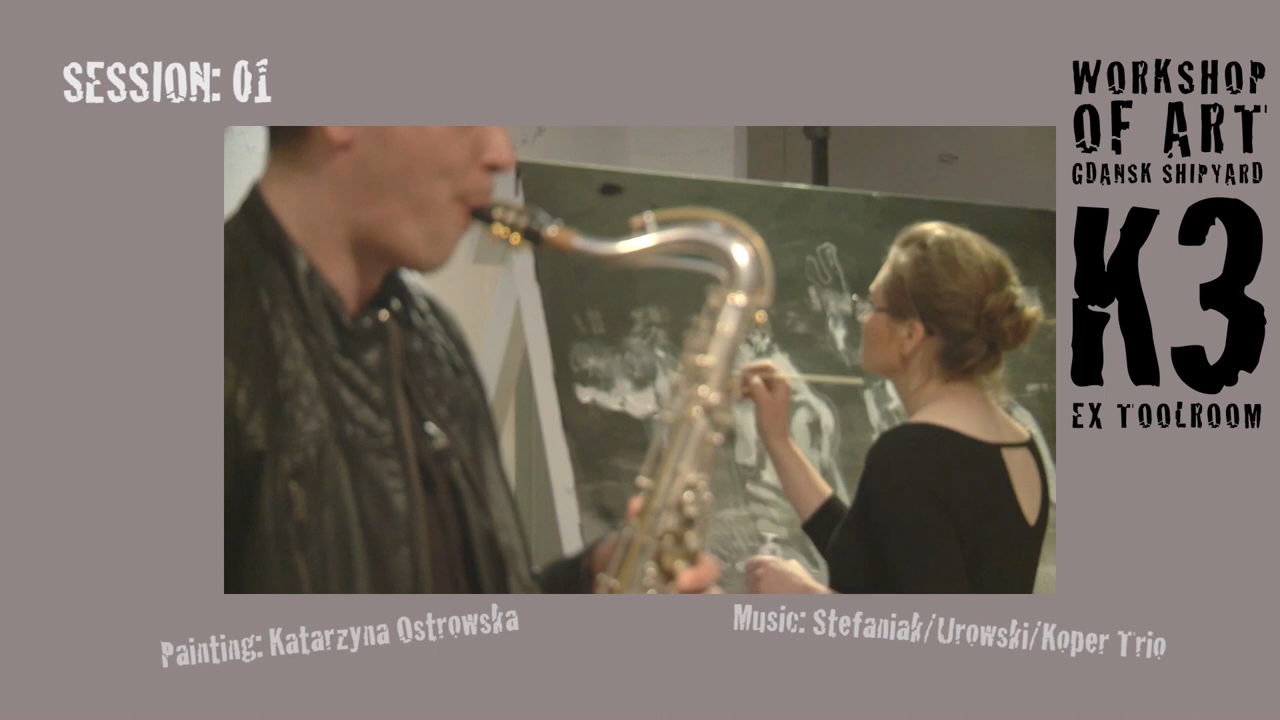 SESSION: 01
WORKSHOP
OF ART
GDANSK SHIPYARD
K3
EX TOOLROOM
Painting: Katarzyna Ostrowska
Music: Stefaniak/Urowski/Koper Trio